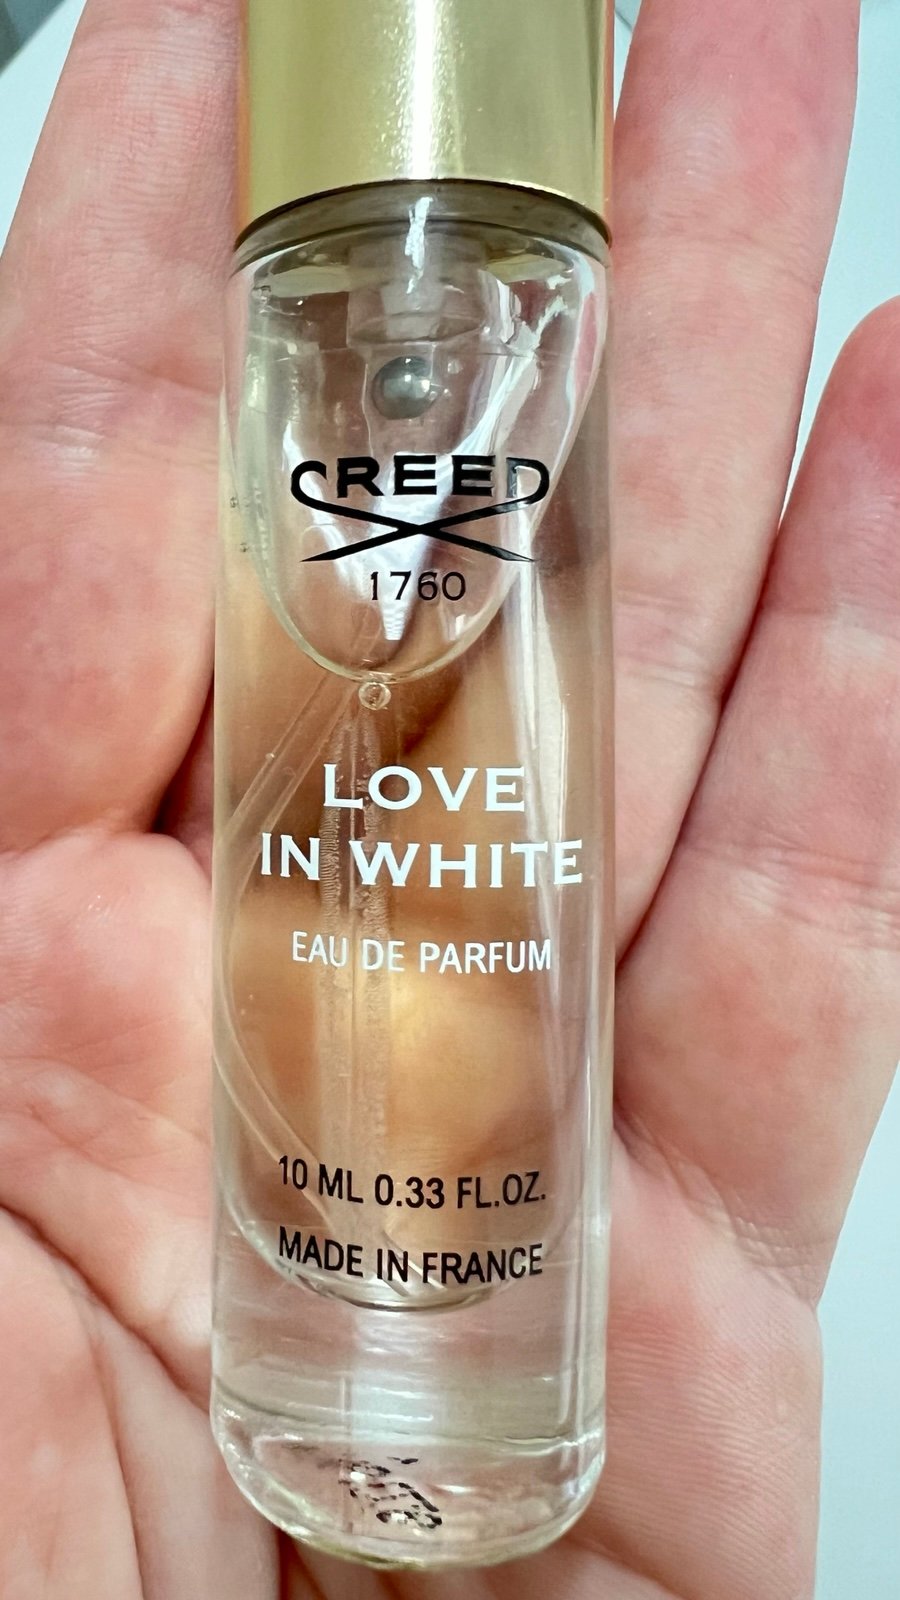 CREED
1760
LOVE
IN WHITE
EAU DE PARFUM
10 ML 0.33 FL.OZ.
MADE IN FRANCE